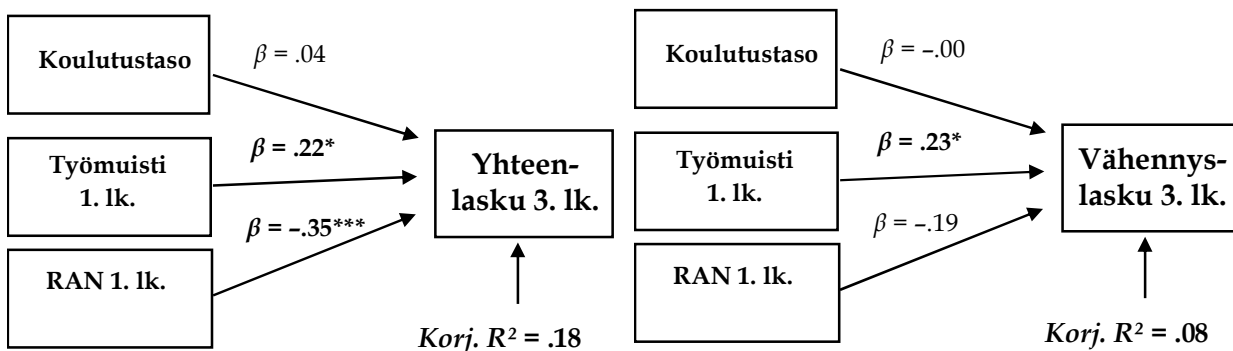 Koulutustaso
β = .04
Työmuisti
1. lk.
β = .22*
RAN 1. lk.
β = –.35***
Yhteen-
lasku 3. lk.
Korj. R² = .18
Koulutustaso
β = –.00
Työmuisti
1. lk.
β = .23*
RAN 1. lk.
β = –.19
Vähennys-
lasku 3. lk.
Korj. R² = .08